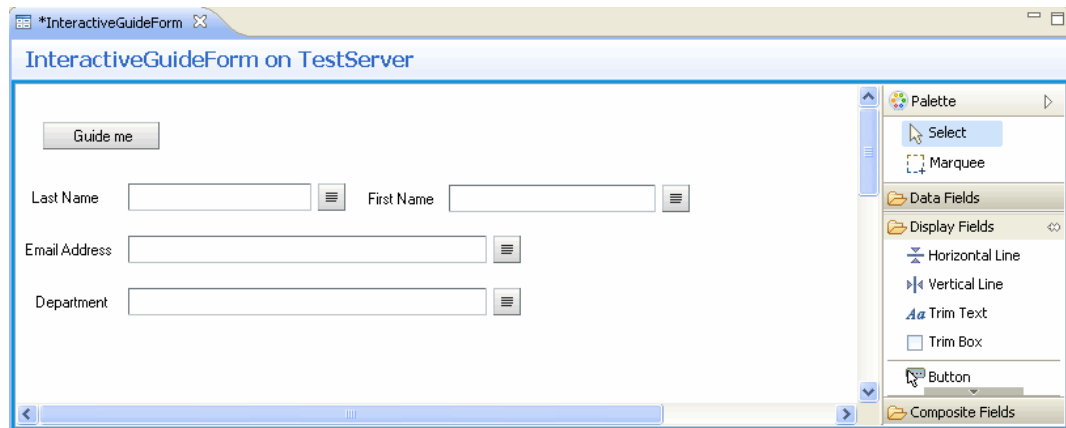 *InteractiveGuideForm
InteractiveGuideForm on TestServer
Guide me
Last Name
First Name
Email Address
Department
Palette
Select
Marquee
Data Fields
Display Fields
Horizontal Line
Vertical Line
Aa Trim Text
Trim Box
Button
Composite Fields